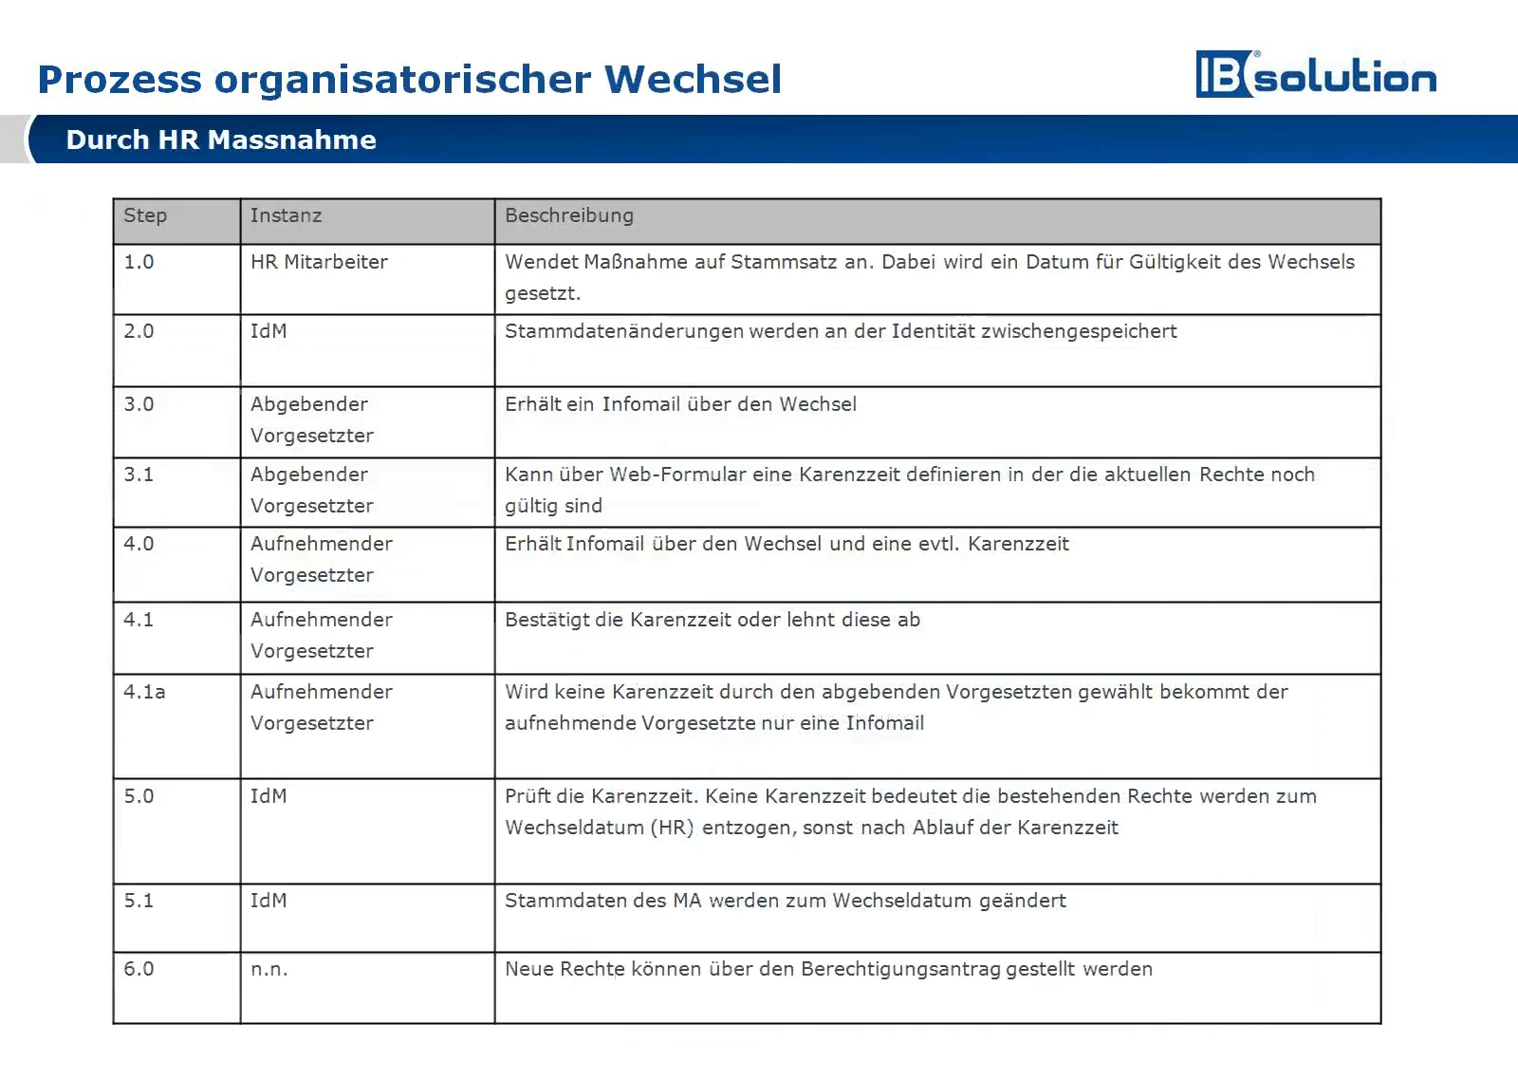 Prozess organisatorischer Wechsel
IBsolution®
Durch HR Massnahme
Step Instanz Beschreibung
1.0 HR Mitarbeiter Wendet Maßnahme auf Stammsatz an. Dabei wird ein Datum für Gültigkeit des Wechsels
gesetzt.
2.0 IdM Stammdatenänderungen werden an der Identität zwischengespeichert
3.0 Abgebender Erhält ein Infomail über den Wechsel
Vorgesetzter
3.1 Abgebender Kann über Web-Formular eine Karenzzeit definieren in der die aktuellen Rechte noch
Vorgesetzter gültig sind
4.0 Aufnehmender Erhält Infomail über den Wechsel und eine evtl. Karenzzeit
Vorgesetzter
4.1 Aufnehmender Bestätigt die Karenzzeit oder lehnt diese ab
Vorgesetzter
4.1a Aufnehmender Wird keine Karenzzeit durch den abgebenden Vorgesetzten gewählt bekommt der
Vorgesetzter aufnehmende Vorgesetzte nur eine Infomail
5.0 IdM Prüft die Karenzzeit. Keine Karenzzeit bedeutet die bestehenden Rechte werden zum
Wechseldatum (HR) entzogen, sonst nach Ablauf der Karenzzeit
5.1 IdM Stammdaten des MA werden zum Wechseldatum geändert
6.0 n.n. Neue Rechte können über den Berechtigungsantrag gestellt werden